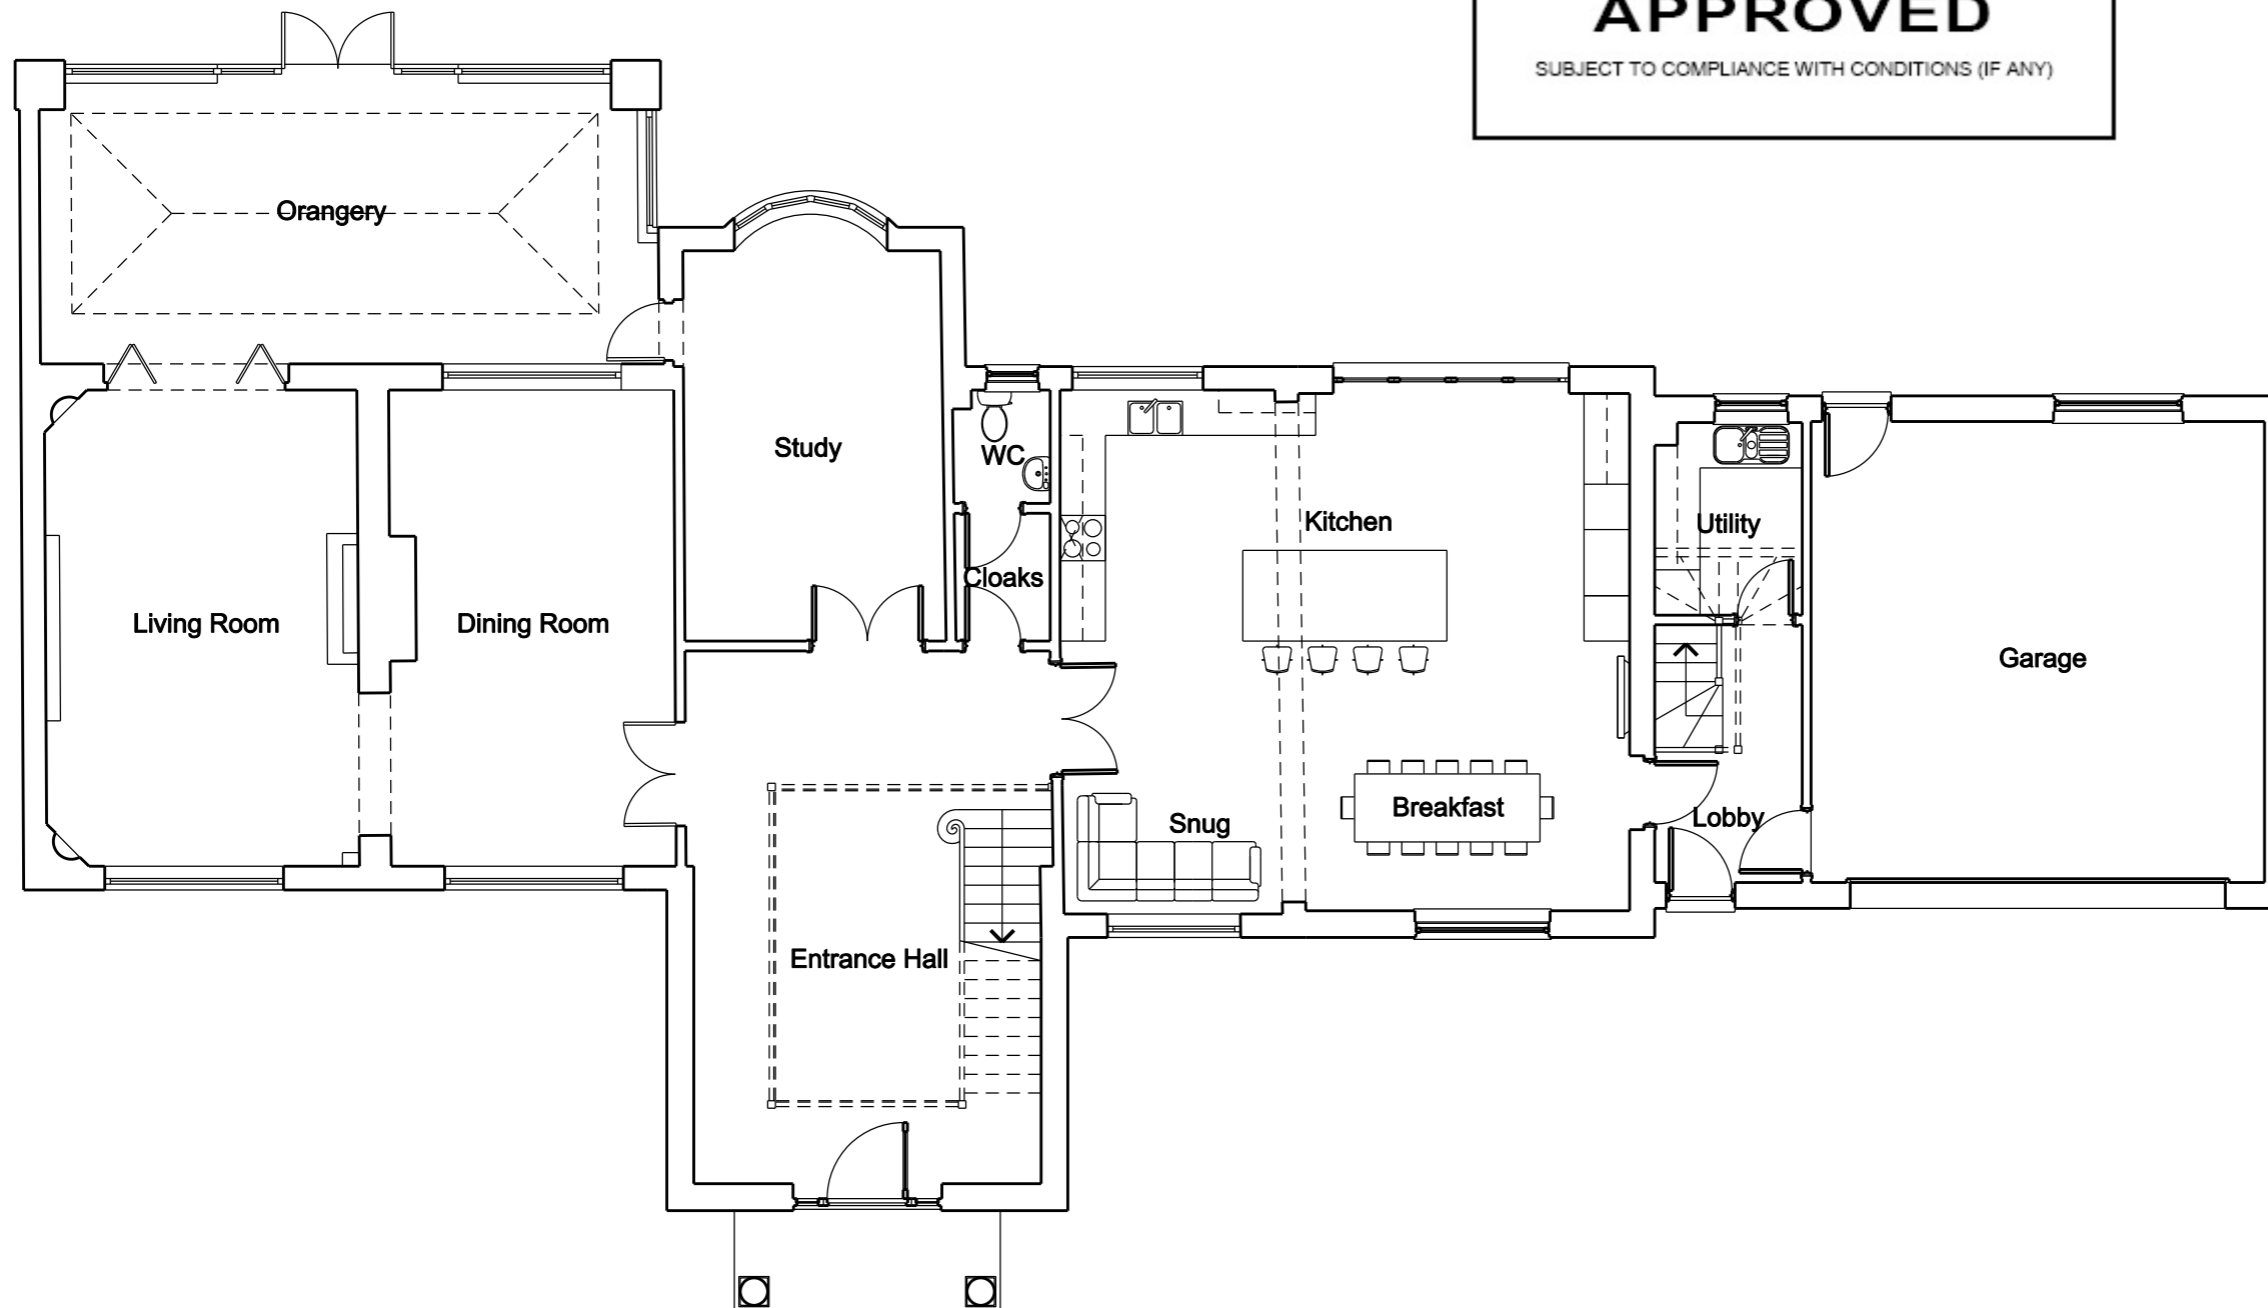 APPROVED
SUBJECT TO COMPLIANCE WITH CONDITIONS (IF ANY)
Orangery
Study
WC
Cloaks
Kitchen
Utility
Living Room
Dining Room
Garage
Snug
Breakfast
Lobby
Entrance Hall